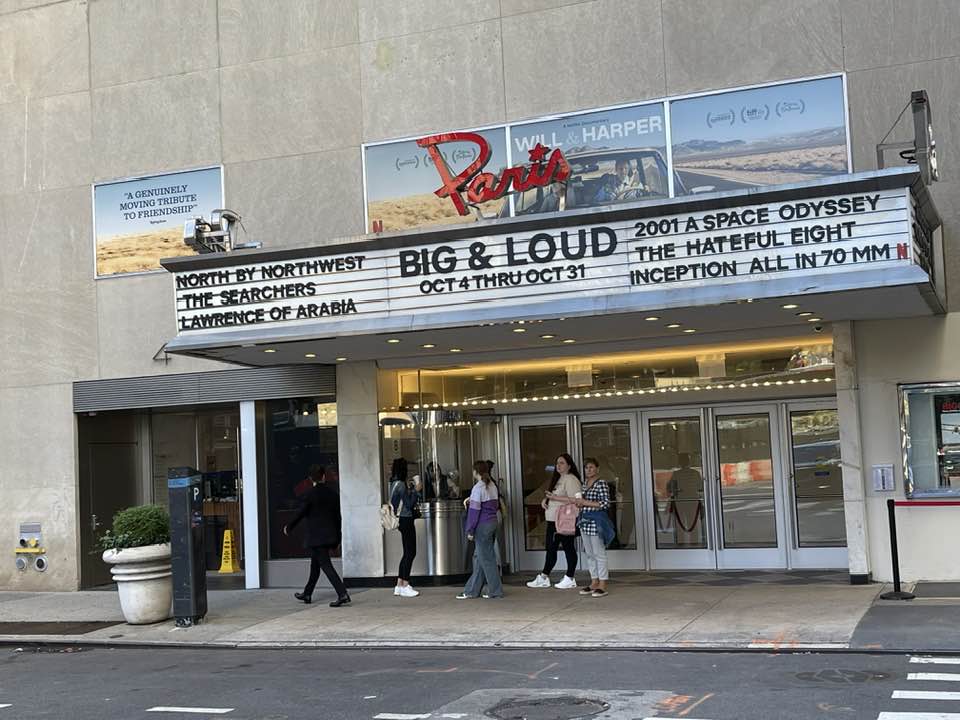 "A GENUINELY
MOVING TRIBUTE
TO FRIENDSHIP"
Paris
WILL & HARPER
NORTH BY NORTHWEST
THE SEARCHERS
LAWRENCE OF ARABIA
BIG & LOUD
OCT 4 THRU OCT 31
2001 A SPACE ODYSSEY
THE HATEFUL EIGHT
INCEPTION ALL IN 70 MM N
P